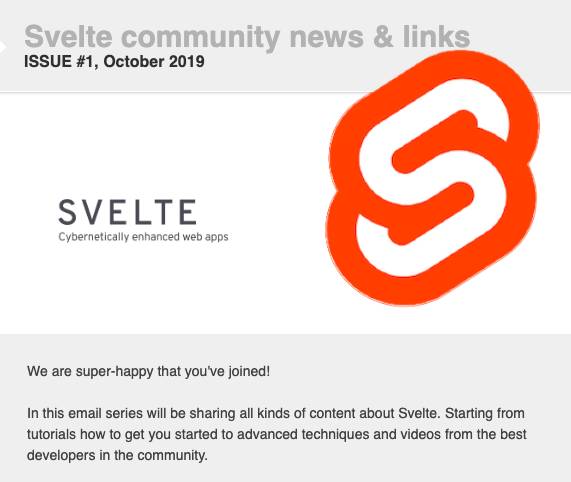 Svelte community news & links
ISSUE #1, October 2019
SVELTE
Cybernetically enhanced web apps
We are super-happy that you've joined!
In this email series will be sharing all kinds of content about Svelte. Starting from
tutorials how to get you started to advanced techniques and videos from the best
developers in the community.